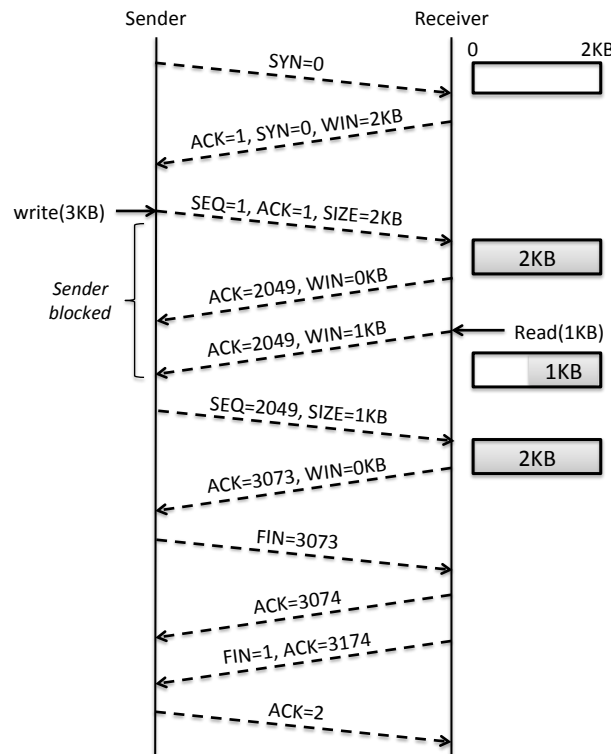 Sender
Receiver
0 2KB
SYN=0
ACK=1, SYN=0, WIN=2KB
write(3KB)
SEQ=1, ACK=1, SIZE=2KB
2KB
Sender
blocked
ACK=2049, WIN=0KB
ACK=2049, WIN=1KB
Read(1KB)
1KB
SEQ=2049, SIZE=1KB
2KB
ACK=3073, WIN=0KB
FIN=3073
ACK=3074
FIN=1, ACK=3174
ACK=2